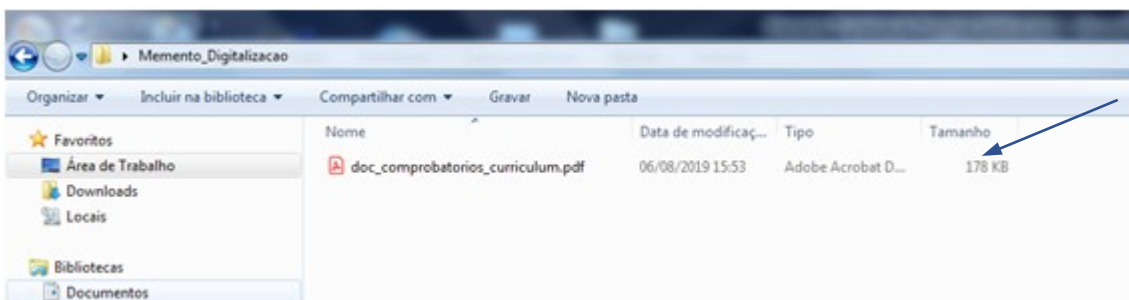 Memento_Digitalizacao
Organizar Incluir na biblioteca Compartilhar com Gravar Nova pasta
Favoritos
Área de Trabalho
Downloads
Locais
Bibliotecas
Documentos
Nome Data de modificaç... Tipo Tamanho
doc_comprobatorios_curriculum.pdf 06/08/2019 15:53 Adobe Acrobat D... 178 KB